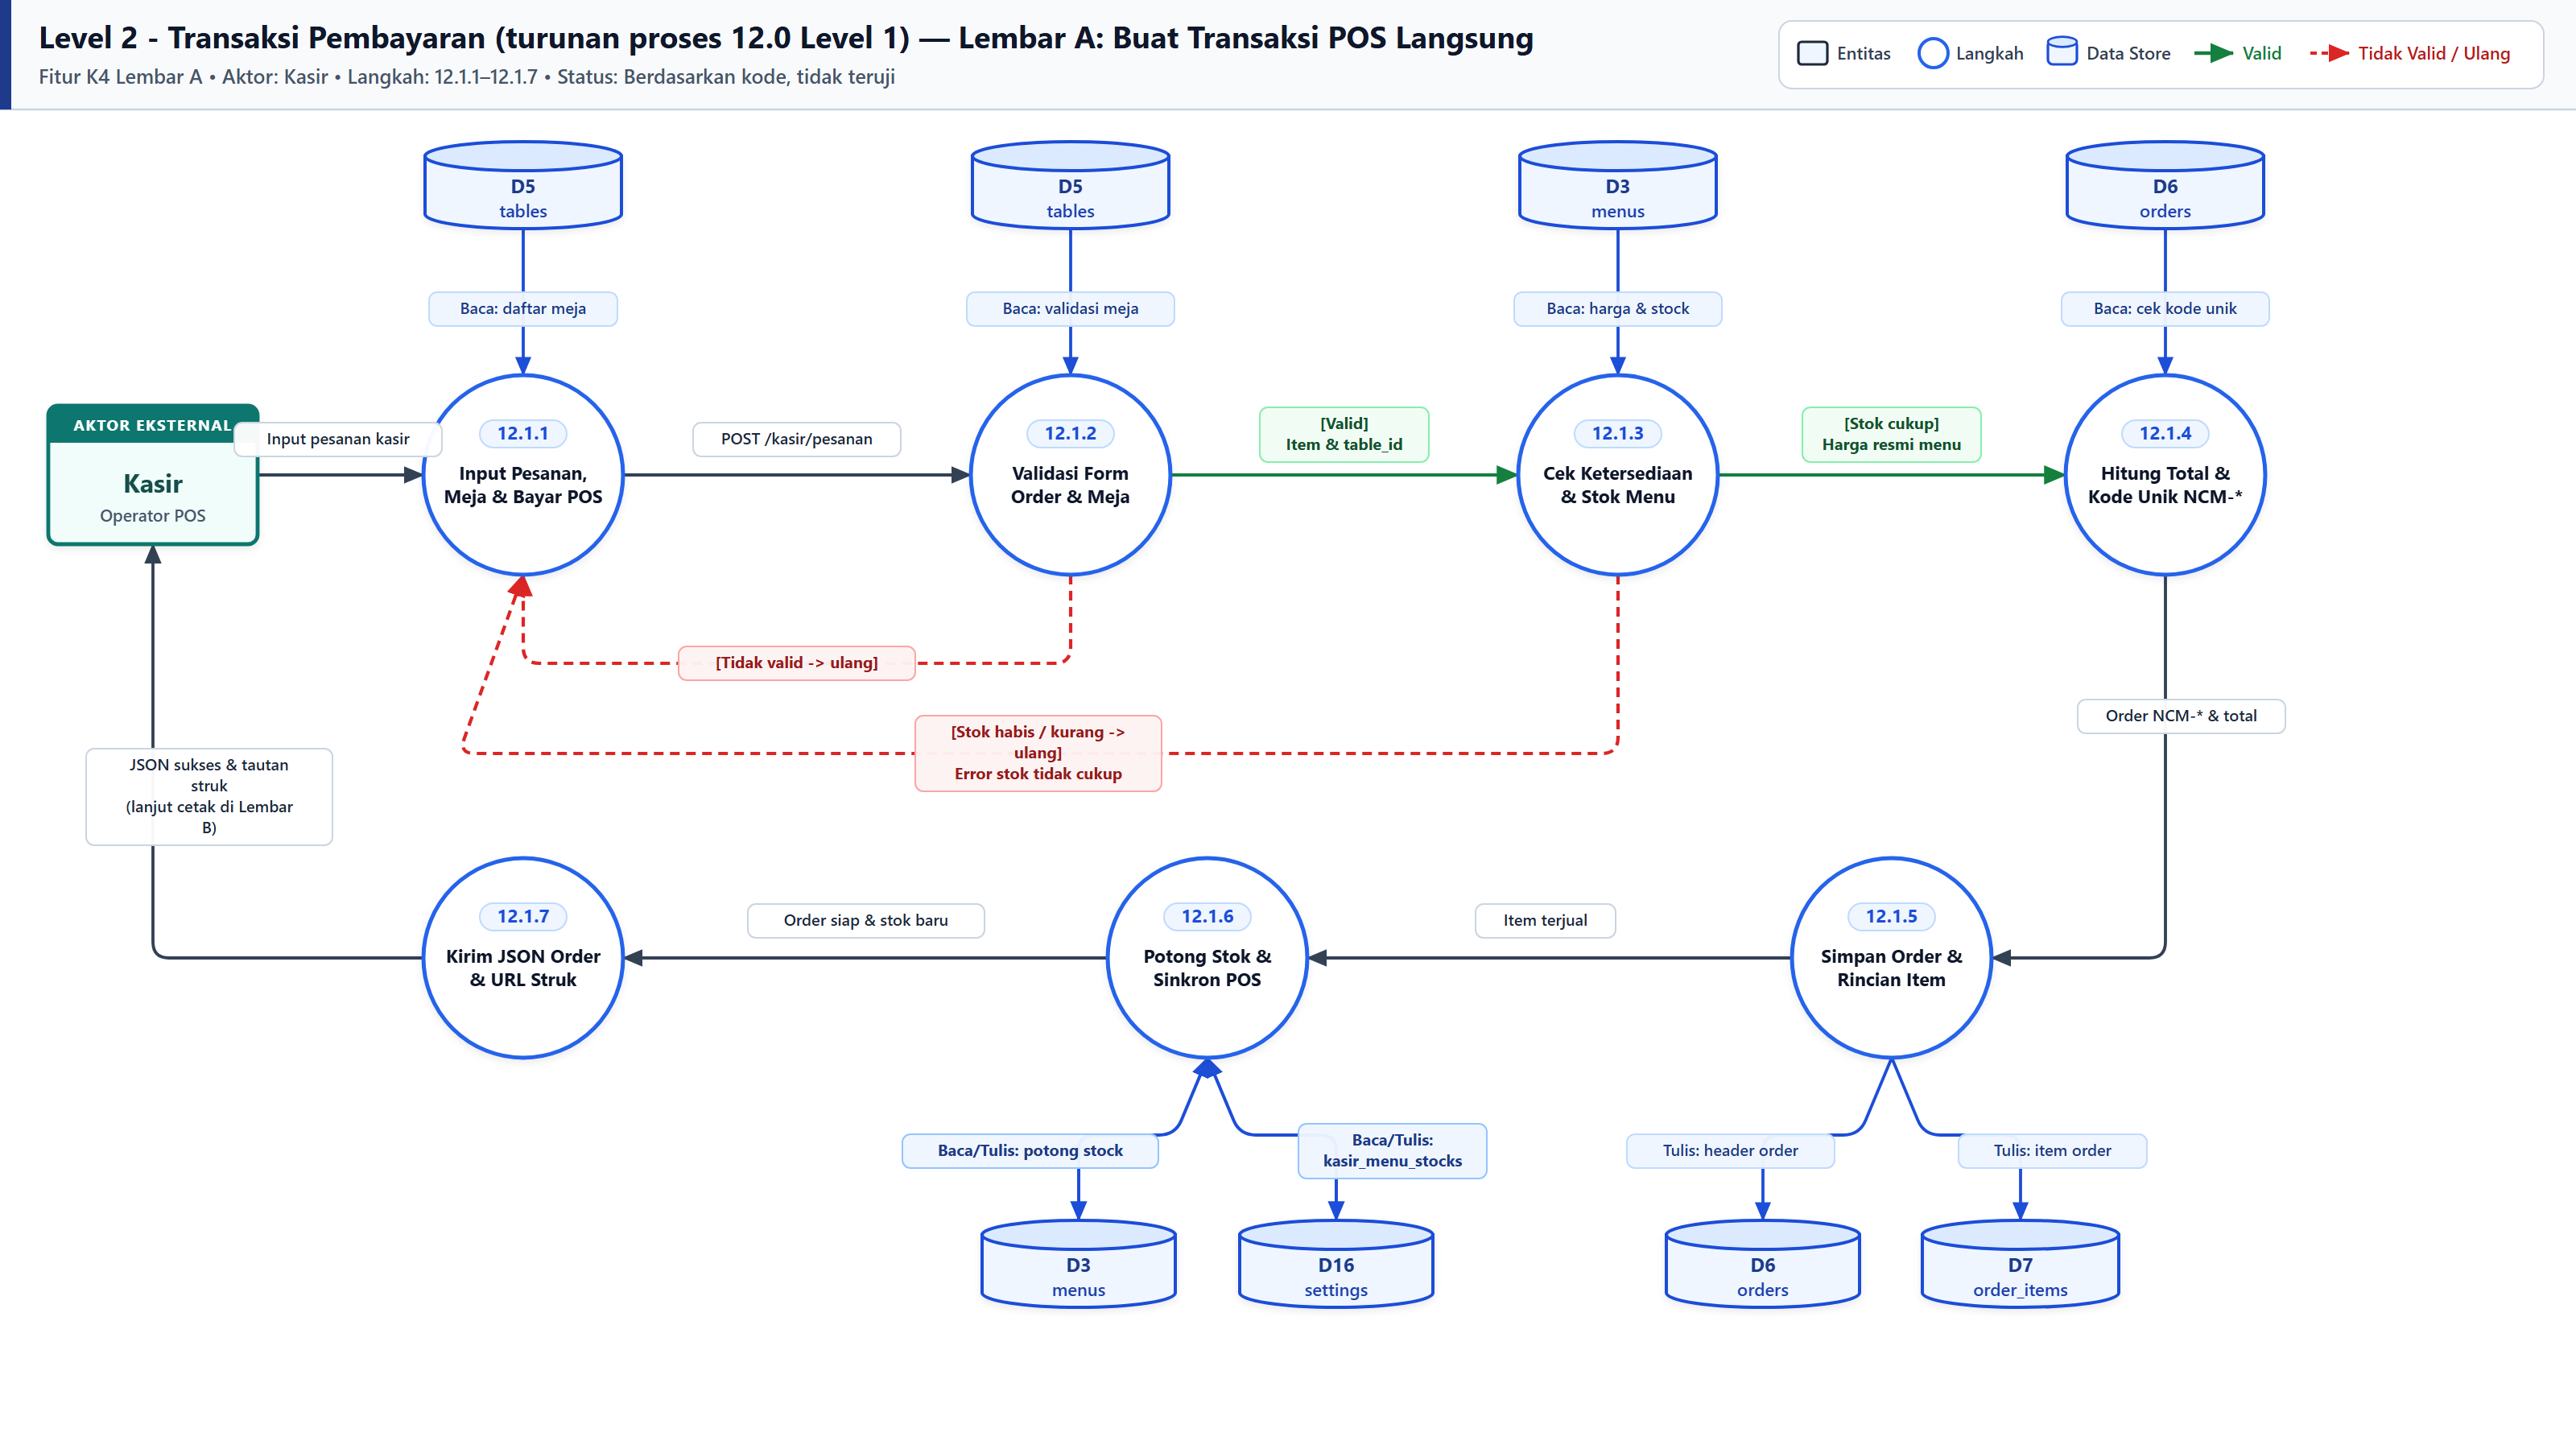 Level 2 - Transaksi Pembayaran (turunan proses 12.0 Level 1) — Lembar A: Buat Transaksi POS Langsung
Fitur K4 Lembar A • Aktor: Kasir • Langkah: 12.1.1–12.1.7 • Status: Berdasarkan kode, tidak teruji
Entitas
Langkah
Data Store
Valid
Tidak Valid / Ulang
D5
tables
D5
tables
D3
menus
D6
orders
Baca: daftar meja
Baca: validasi meja
Baca: harga & stock
Baca: cek kode unik
AKTOR EKSTERNAL
Kasir
Operator POS
Input pesanan kasir
12.1.1
Input Pesanan,
Meja & Bayar POS
POST /kasir/pesanan
12.1.2
Validasi Form
Order & Meja
[Valid]
Item & table_id
12.1.3
Cek Ketersediaan
& Stok Menu
[Stok cukup]
Harga resmi menu
12.1.4
Hitung Total &
Kode Unik NCM-*
[Tidak valid -> ulang]
[Stok habis / kurang ->
ulang]
Error stok tidak cukup
Order NCM-* & total
JSON sukses & tautan
struk
(lanjut cetak di Lembar
B)
12.1.7
Kirim JSON Order
& URL Struk
Order siap & stok baru
12.1.6
Potong Stok &
Sinkron POS
Item terjual
12.1.5
Simpan Order &
Rincian Item
Baca/Tulis: potong stock
Baca/Tulis:
kasir_menu_stocks
Tulis: header order
Tulis: item order
D3
menus
D16
settings
D6
orders
D7
order_items